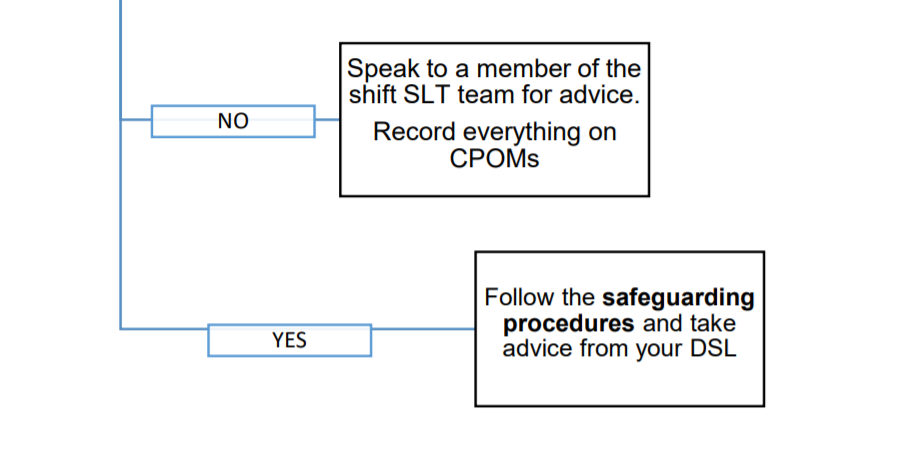 Speak to a member of the
shift SLT team for advice.
NO
Record everything on
CPOMs
Follow the safeguarding
procedures and take
YES
advice from your DSL